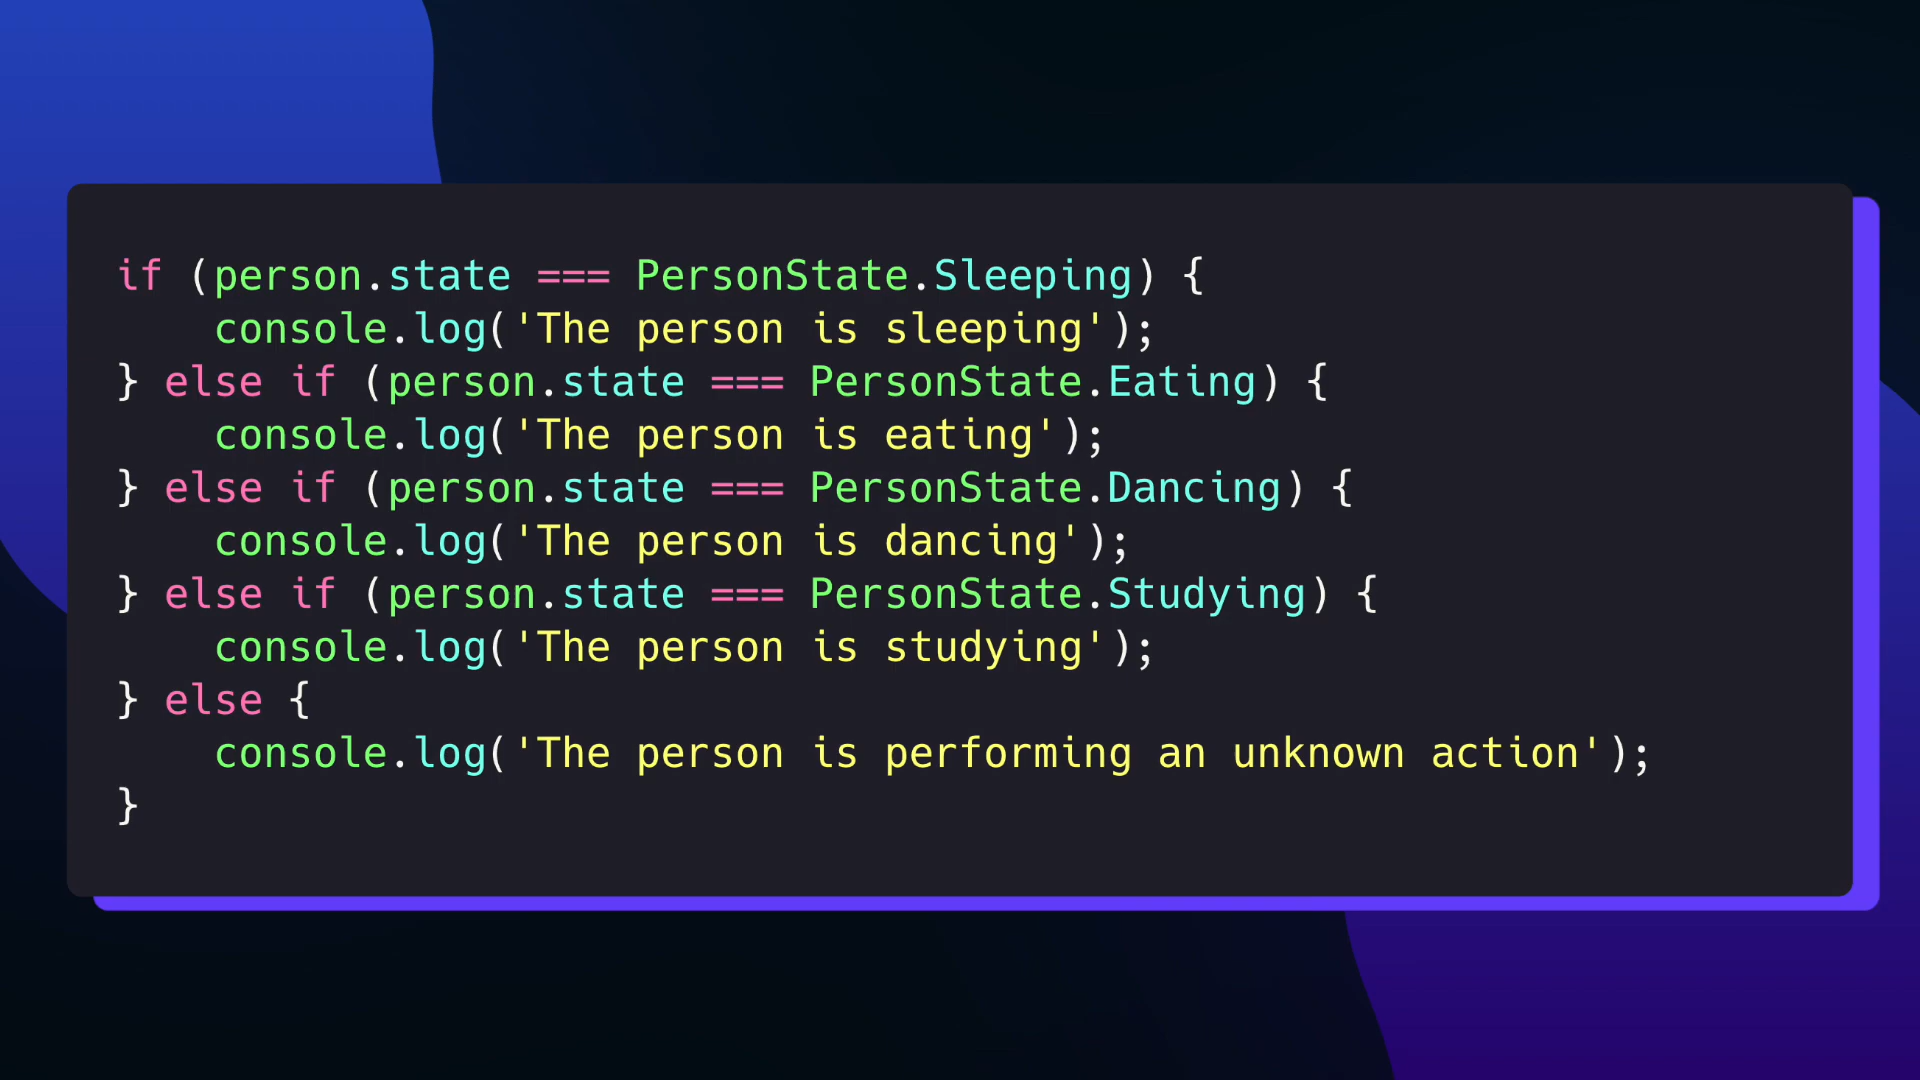 if (person.state === PersonState.Sleeping) {
    console.log('The person is sleeping');
} else if (person.state === PersonState.Eating) {
    console.log('The person is eating');
} else if (person.state === PersonState.Dancing) {
    console.log('The person is dancing');
} else if (person.state === PersonState.Studying) {
    console.log('The person is studying');
} else {
    console.log('The person is performing an unknown action');
}